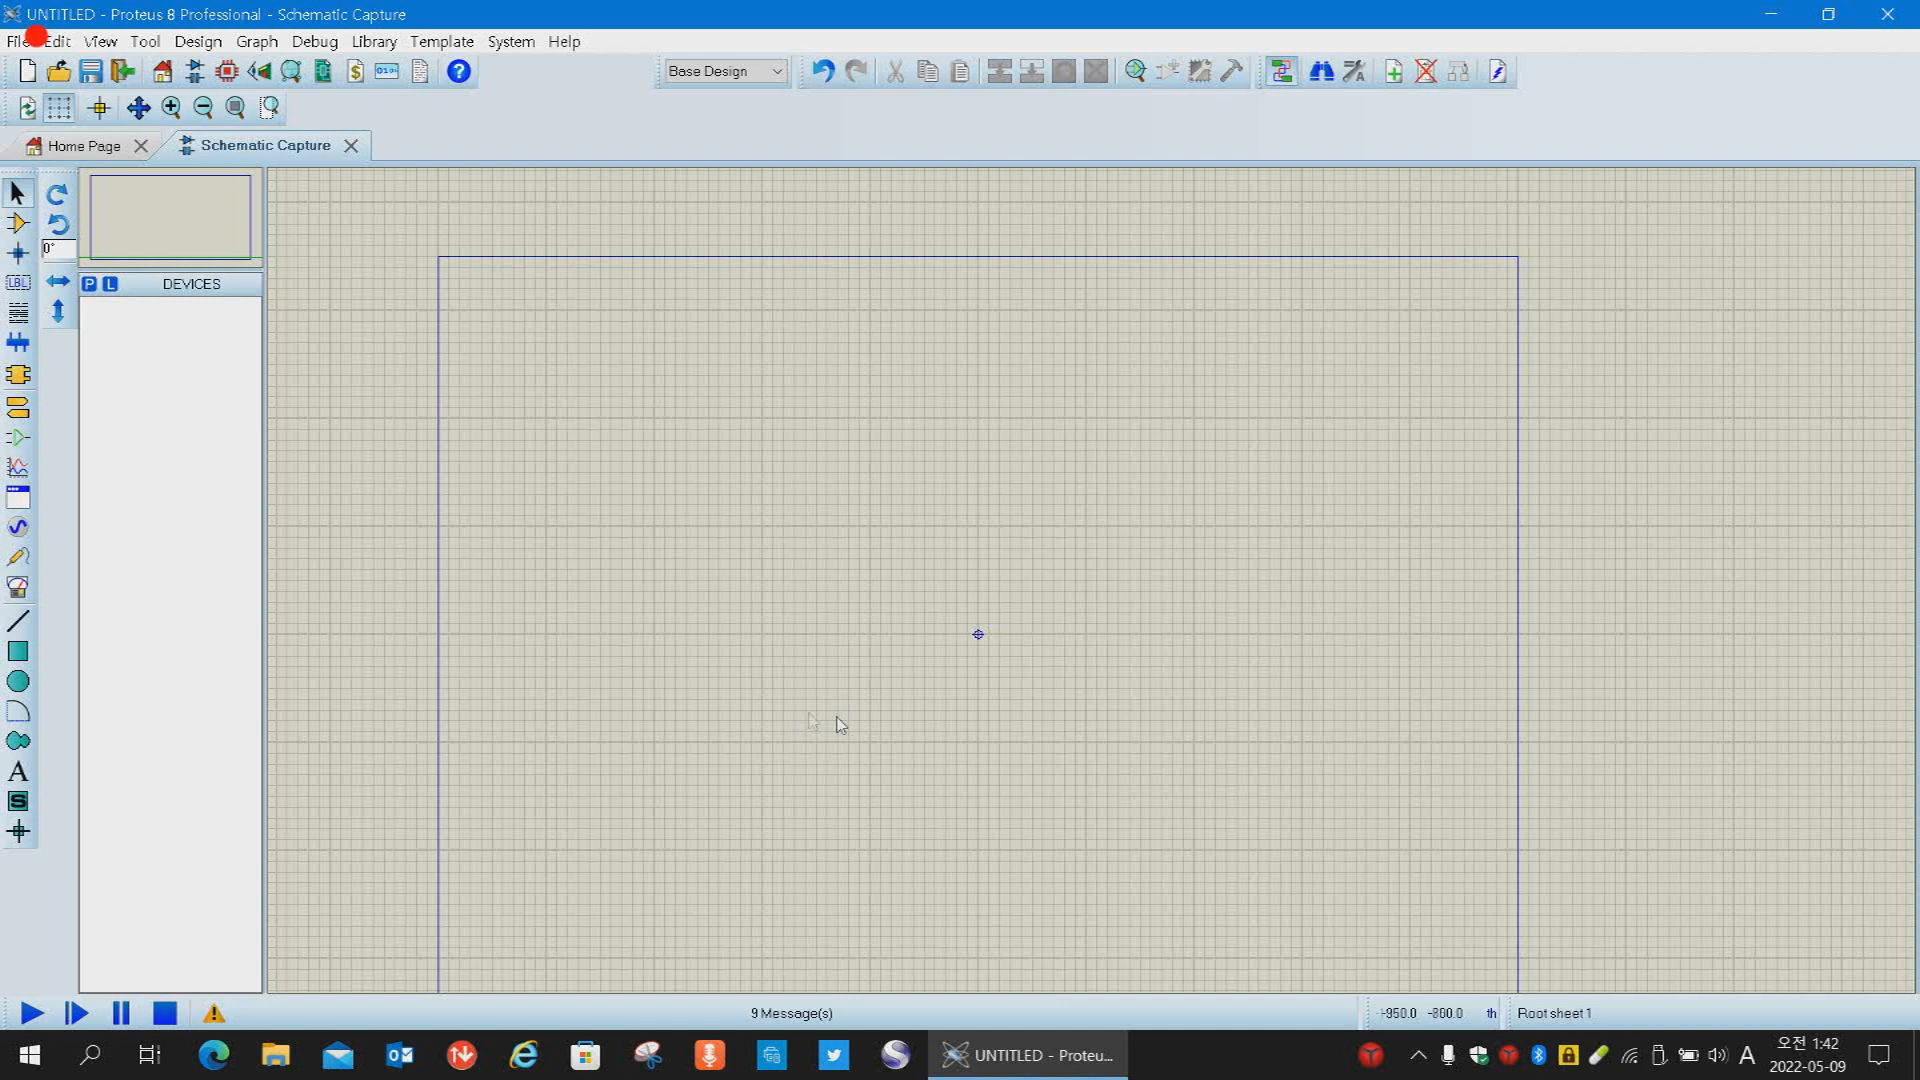 UNTITLED - Proteus 8 Professional - Schematic Capture
File Edit View Tool Design Graph Debug Library Template System Help
Base Design
Home Page
Schematic Capture
0°
LBL
P L DEVICES
A
S
9 Message(s)
-950.0 -800.0 th
Root sheet 1
UNTITLED - Proteu...
A
오전 1:42
2022-05-09